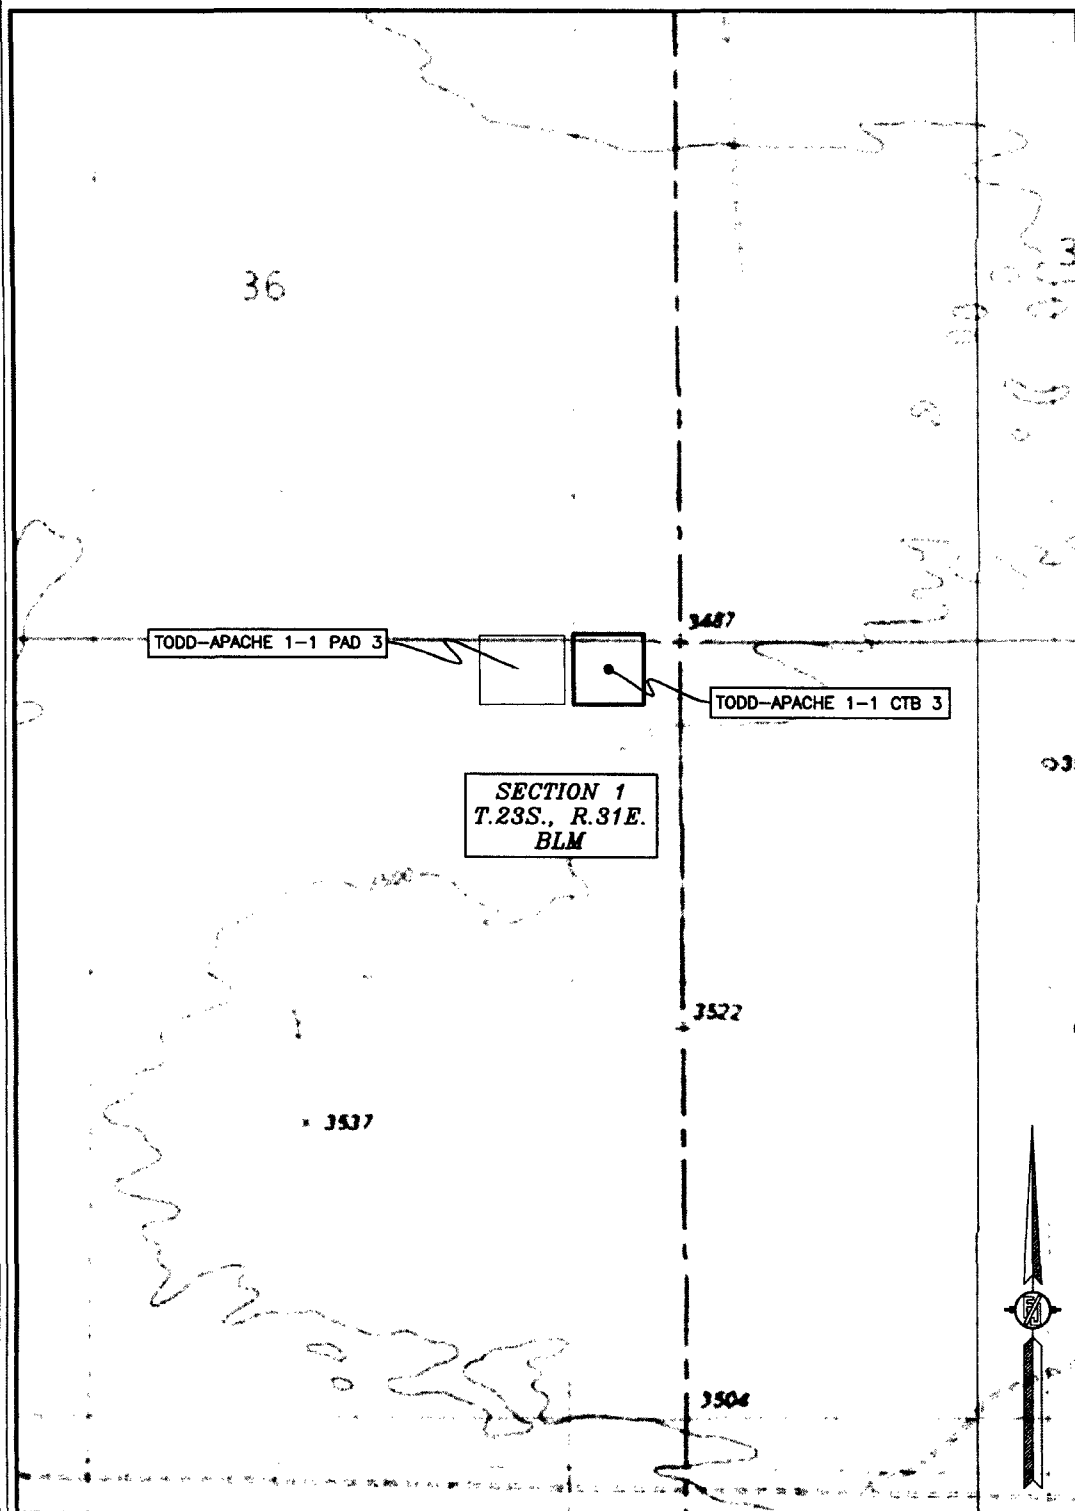 36
3487
TODD-APACHE 1-1 PAD 3
TODD-APACHE 1-1 CTB 3
SECTION 1
T.23S., R.31E.
BLM
3500
3522
3537
3504